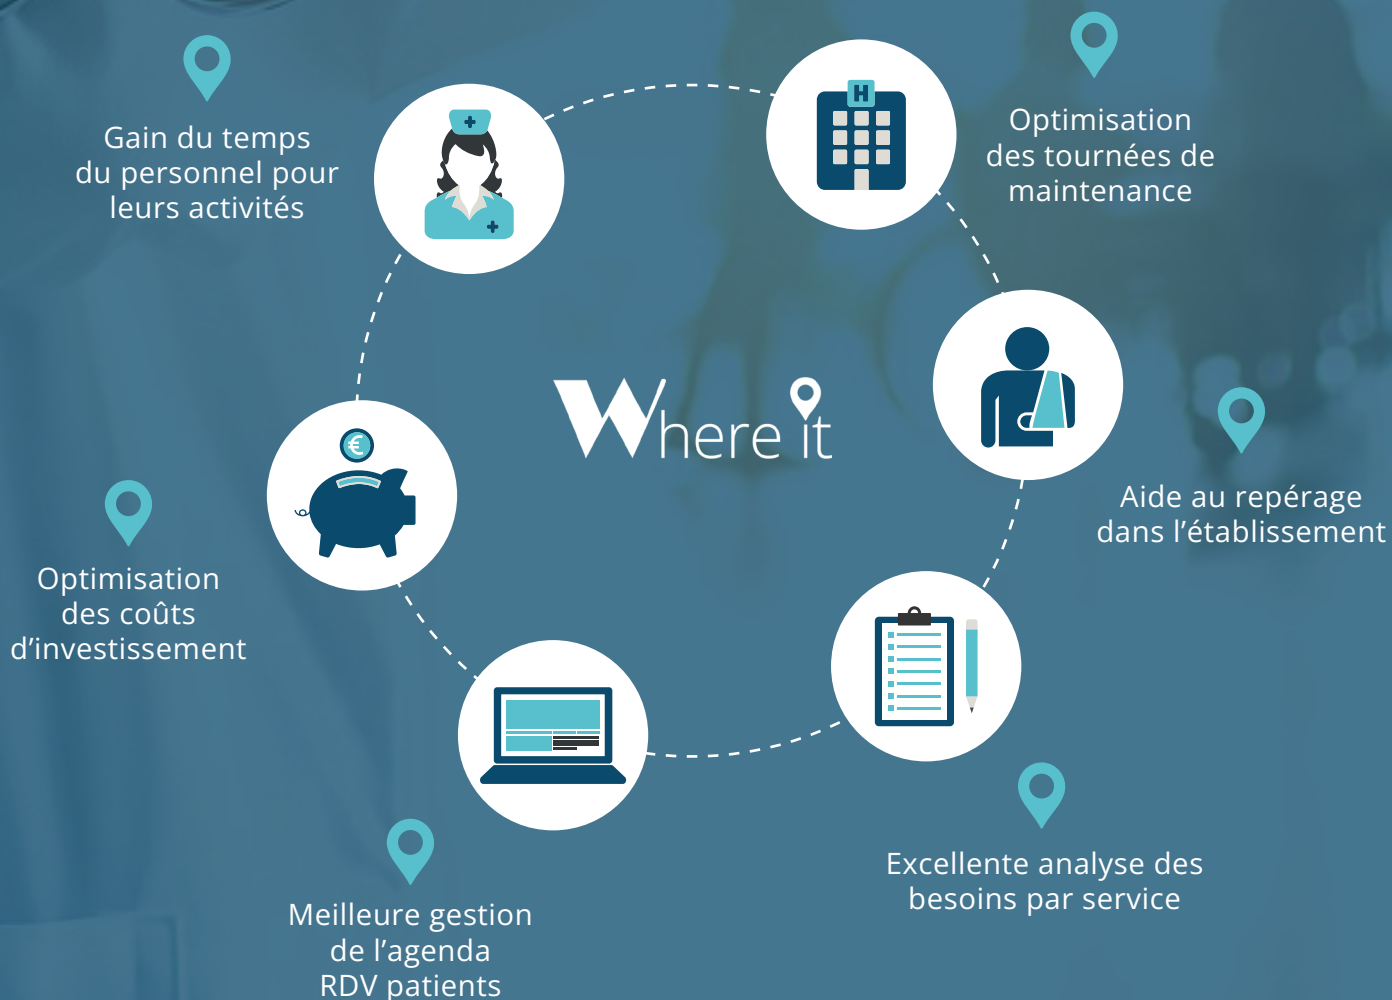 Gain du temps
du personnel pour
leurs activités
H
Optimisation
des tournées de
maintenance
Where it
€
Aide au repérage
dans l’établissement
Optimisation
des coûts
d’investissement
Excellente analyse des
besoins par service
Meilleure gestion
de l’agenda
RDV patients